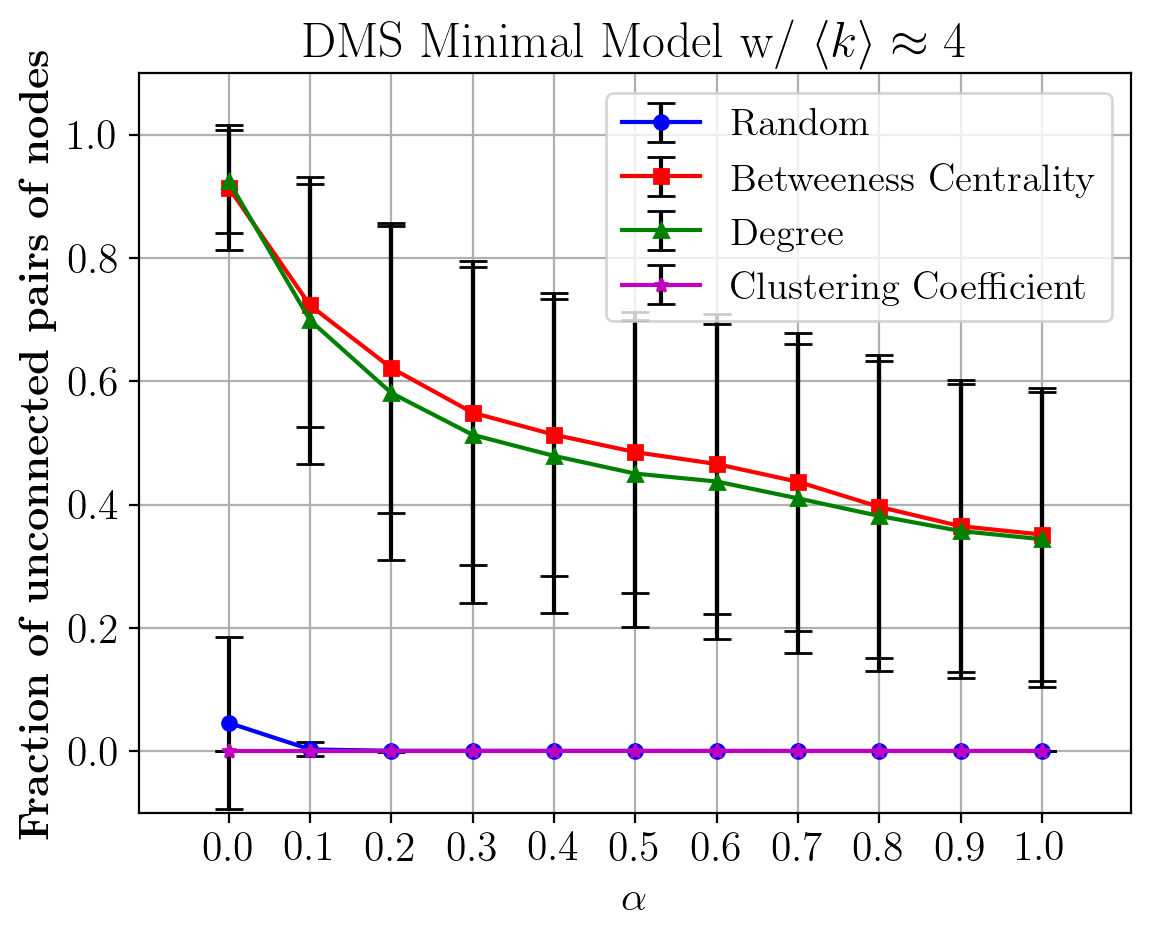 DMS Minimal Model w/ ⟨k⟩ ≈ 4
Fraction of unconnected pairs of nodes
1.0
0.8
0.6
0.4
0.2
0.0
Random
Betweeness Centrality
Degree
Clustering Coefficient
0.0 0.1 0.2 0.3 0.4 0.5 0.6 0.7 0.8 0.9 1.0
α